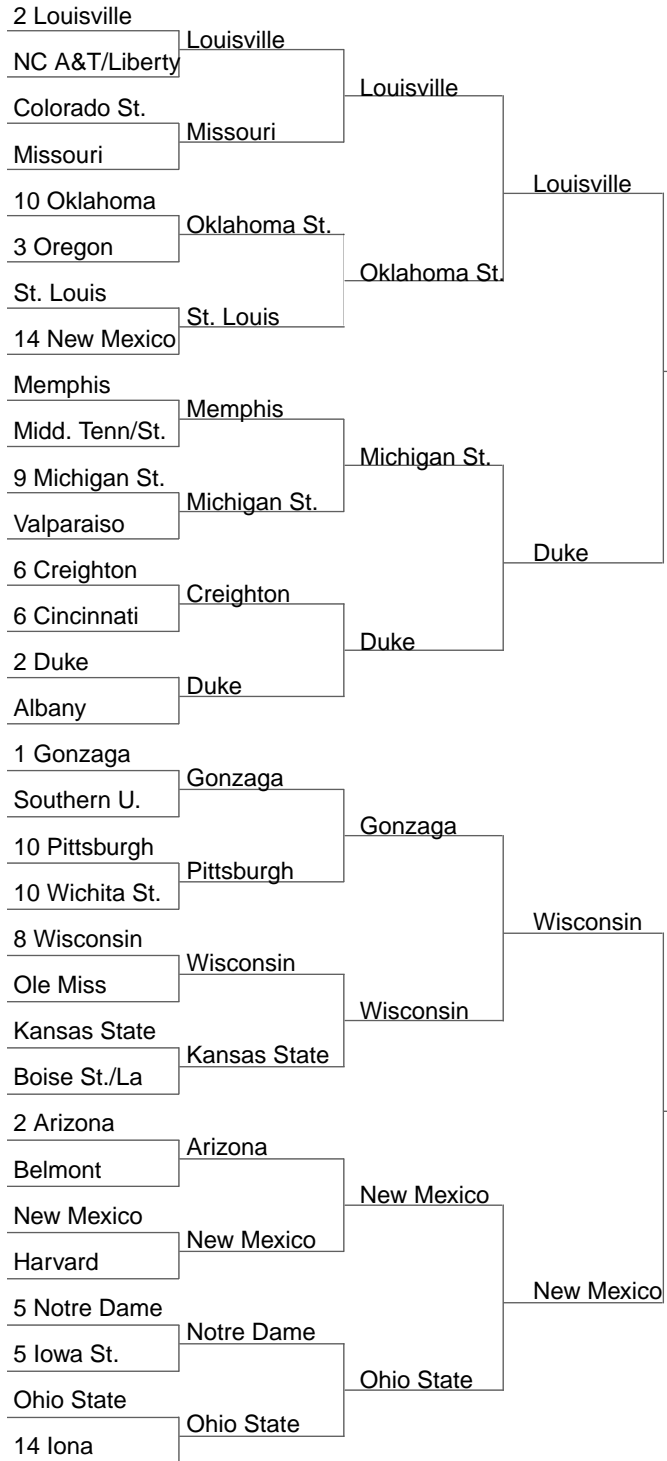 2 Louisville
NC A&T/Liberty
Colorado St.
Missouri
10 Oklahoma
3 Oregon
St. Louis
14 New Mexico
Memphis
Midd. Tenn/St.
9 Michigan St.
Valparaiso
6 Creighton
6 Cincinnati
2 Duke
Albany
1 Gonzaga
Southern U.
10 Pittsburgh
10 Wichita St.
8 Wisconsin
Ole Miss
Kansas State
Boise St./La
2 Arizona
Belmont
New Mexico
Harvard
5 Notre Dame
5 Iowa St.
Ohio State
14 Iona
Louisville
Missouri
Oklahoma St.
St. Louis
Memphis
Michigan St.
Creighton
Duke
Gonzaga
Pittsburgh
Wisconsin
Kansas State
Arizona
New Mexico
Notre Dame
Ohio State
Louisville
Oklahoma St.
Michigan St.
Duke
Gonzaga
Wisconsin
New Mexico
Ohio State
Louisville
Duke
Wisconsin
New Mexico